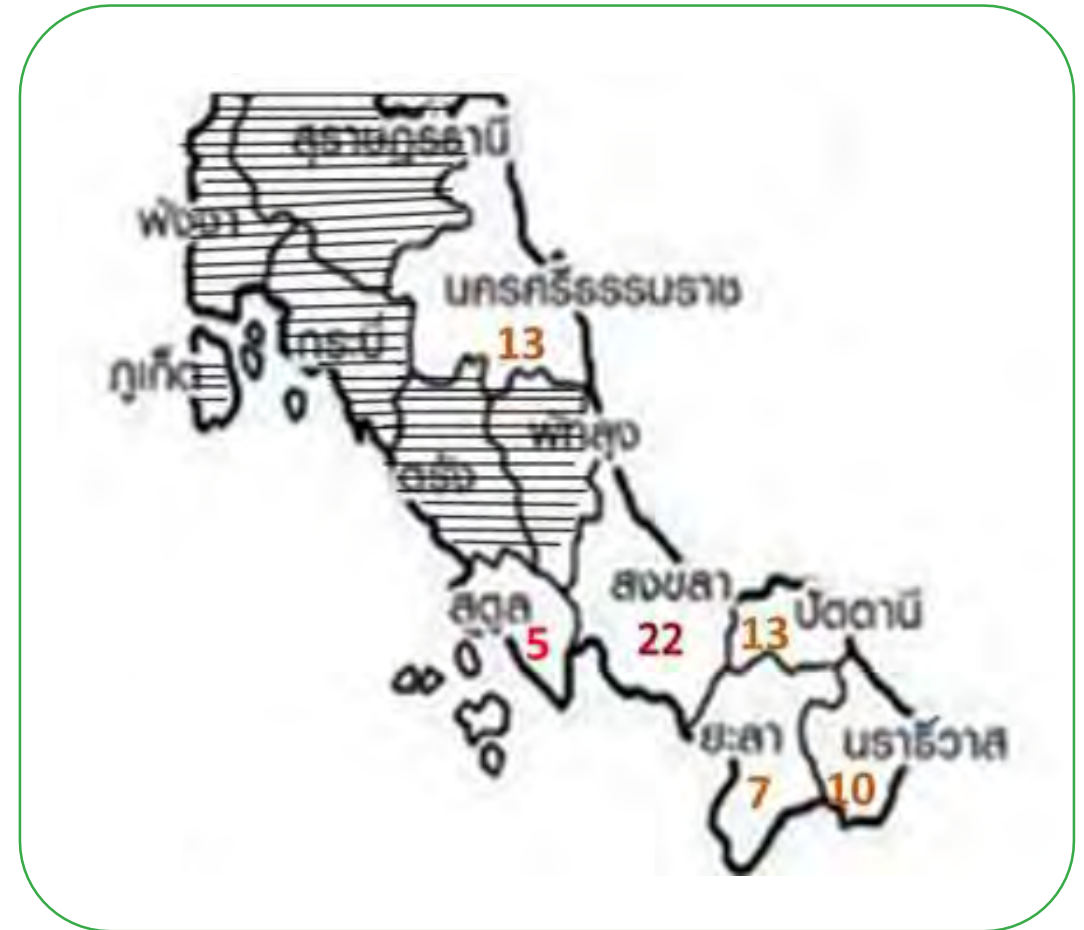 สุราษฎร์ธานี
พังงา
นครศรีธรรมราช
13
กระบี่
ภูเก็ต
พัทลุง
ตรัง
สงขลา
22
สตูล
5
ปัตตานี
13
ยะลา
7
นราธิวาส
10